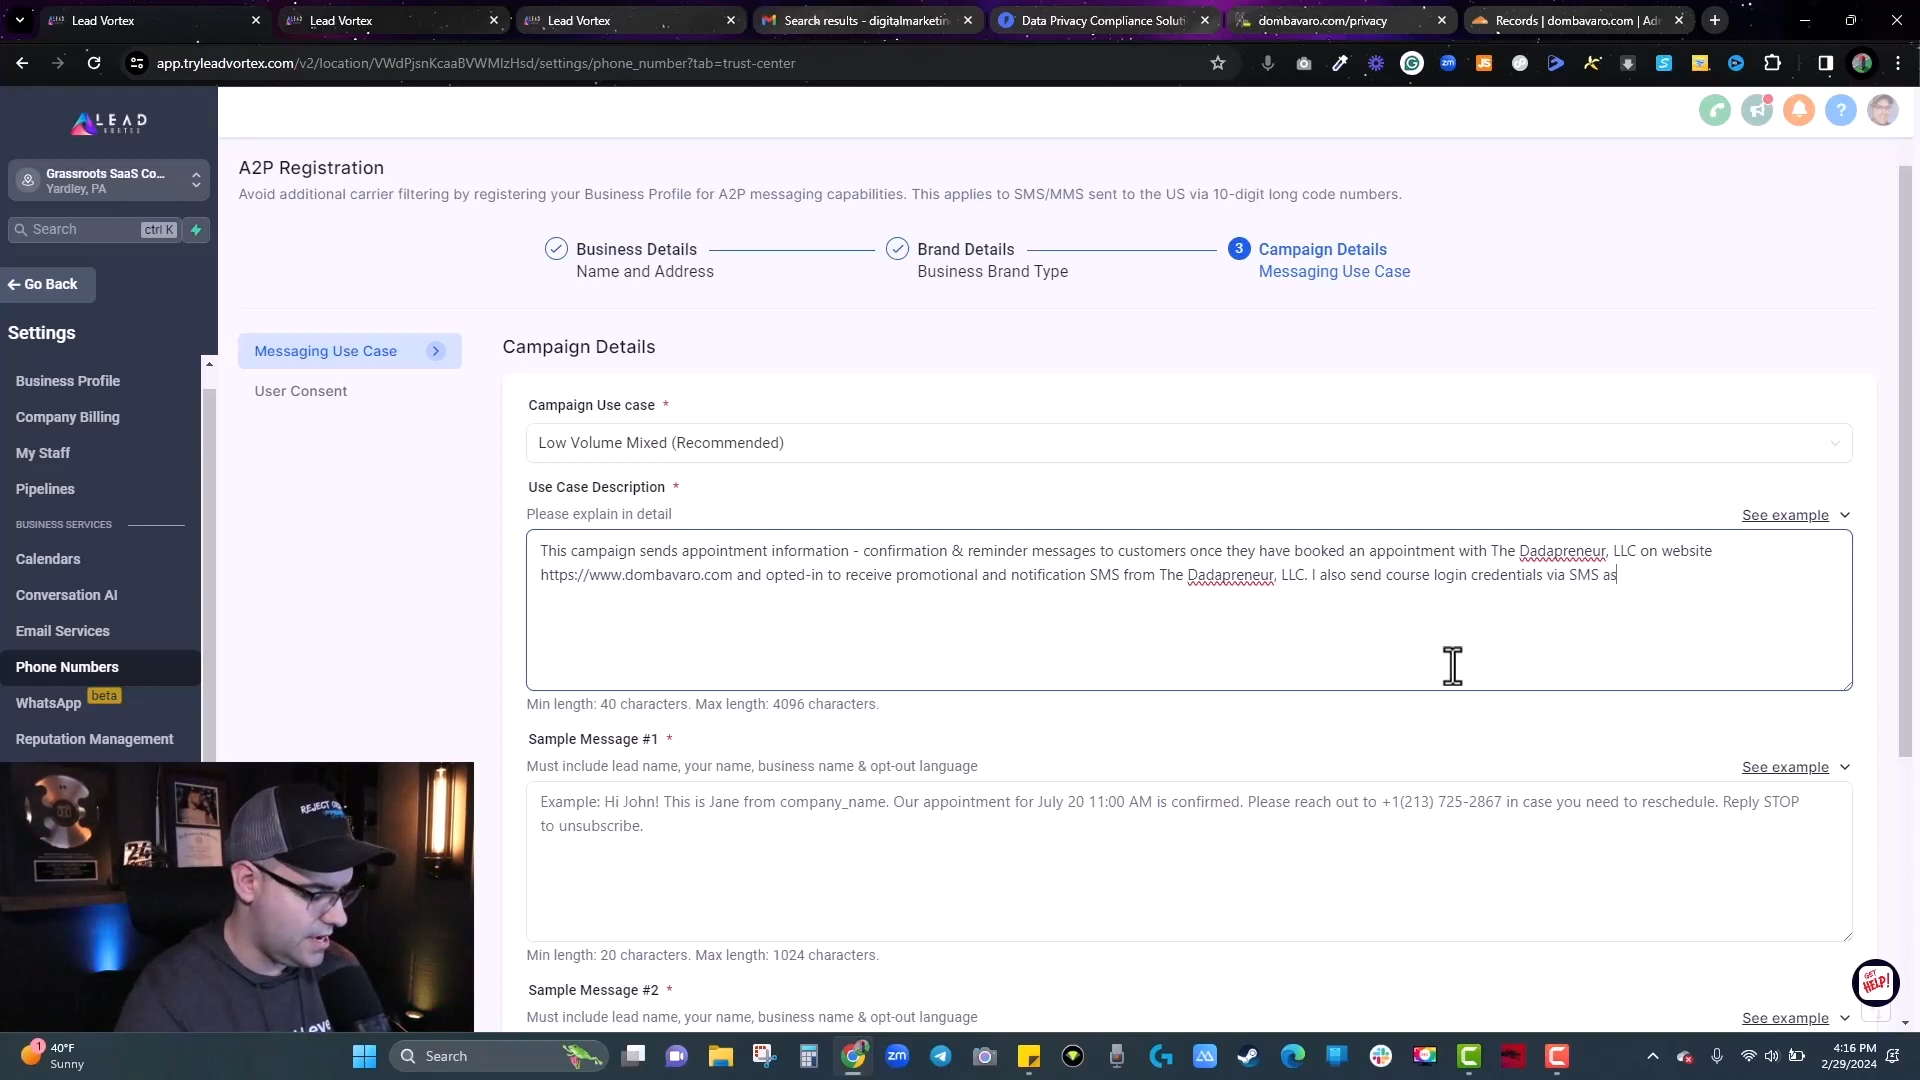 Lead Vortex
Lead Vortex
Lead Vortex
Search results - digitalmarketin
Data Privacy Compliance Soluti
dombavaro.com/privacy
Records | dombavaro.com | Adr
app.tryleadvortex.com/v2/location/VWdPjsnKcaaBVWMIzHsd/settings/phone_number?tab=trust-center
LEAD
VORTEX
Grassroots SaaS Co...
Yardley, PA
Search
ctrl K
Go Back
Settings
Business Profile
Company Billing
My Staff
Pipelines
BUSINESS SERVICES
Calendars
Conversation AI
Email Services
Phone Numbers
WhatsApp
beta
Reputation Management
A2P Registration
Avoid additional carrier filtering by registering your Business Profile for A2P messaging capabilities. This applies to SMS/MMS sent to the US via 10-digit long code numbers.
Business Details
Name and Address
Brand Details
Business Brand Type
3
Campaign Details
Messaging Use Case
Messaging Use Case
User Consent
Campaign Details
Campaign Use case *
Low Volume Mixed (Recommended)
Use Case Description *
Please explain in detail
See example
This campaign sends appointment information - confirmation & reminder messages to customers once they have booked an appointment with The Dadapreneur, LLC on website
https://www.dombavaro.com and opted-in to receive promotional and notification SMS from The Dadapreneur, LLC. I also send course login credentials via SMS as
Min length: 40 characters. Max length: 4096 characters.
Sample Message #1 *
Must include lead name, your name, business name & opt-out language
See example
Example: Hi John! This is Jane from company_name. Our appointment for July 20 11:00 AM is confirmed. Please reach out to +1(213) 725-2867 in case you need to reschedule. Reply STOP
to unsubscribe.
Min length: 20 characters. Max length: 1024 characters.
Sample Message #2 *
Must include lead name, your name, business name & opt-out language
See example
GET
HELP!
REJECT
1
40°F
Sunny
Search
zm
4:16 PM
2/29/2024